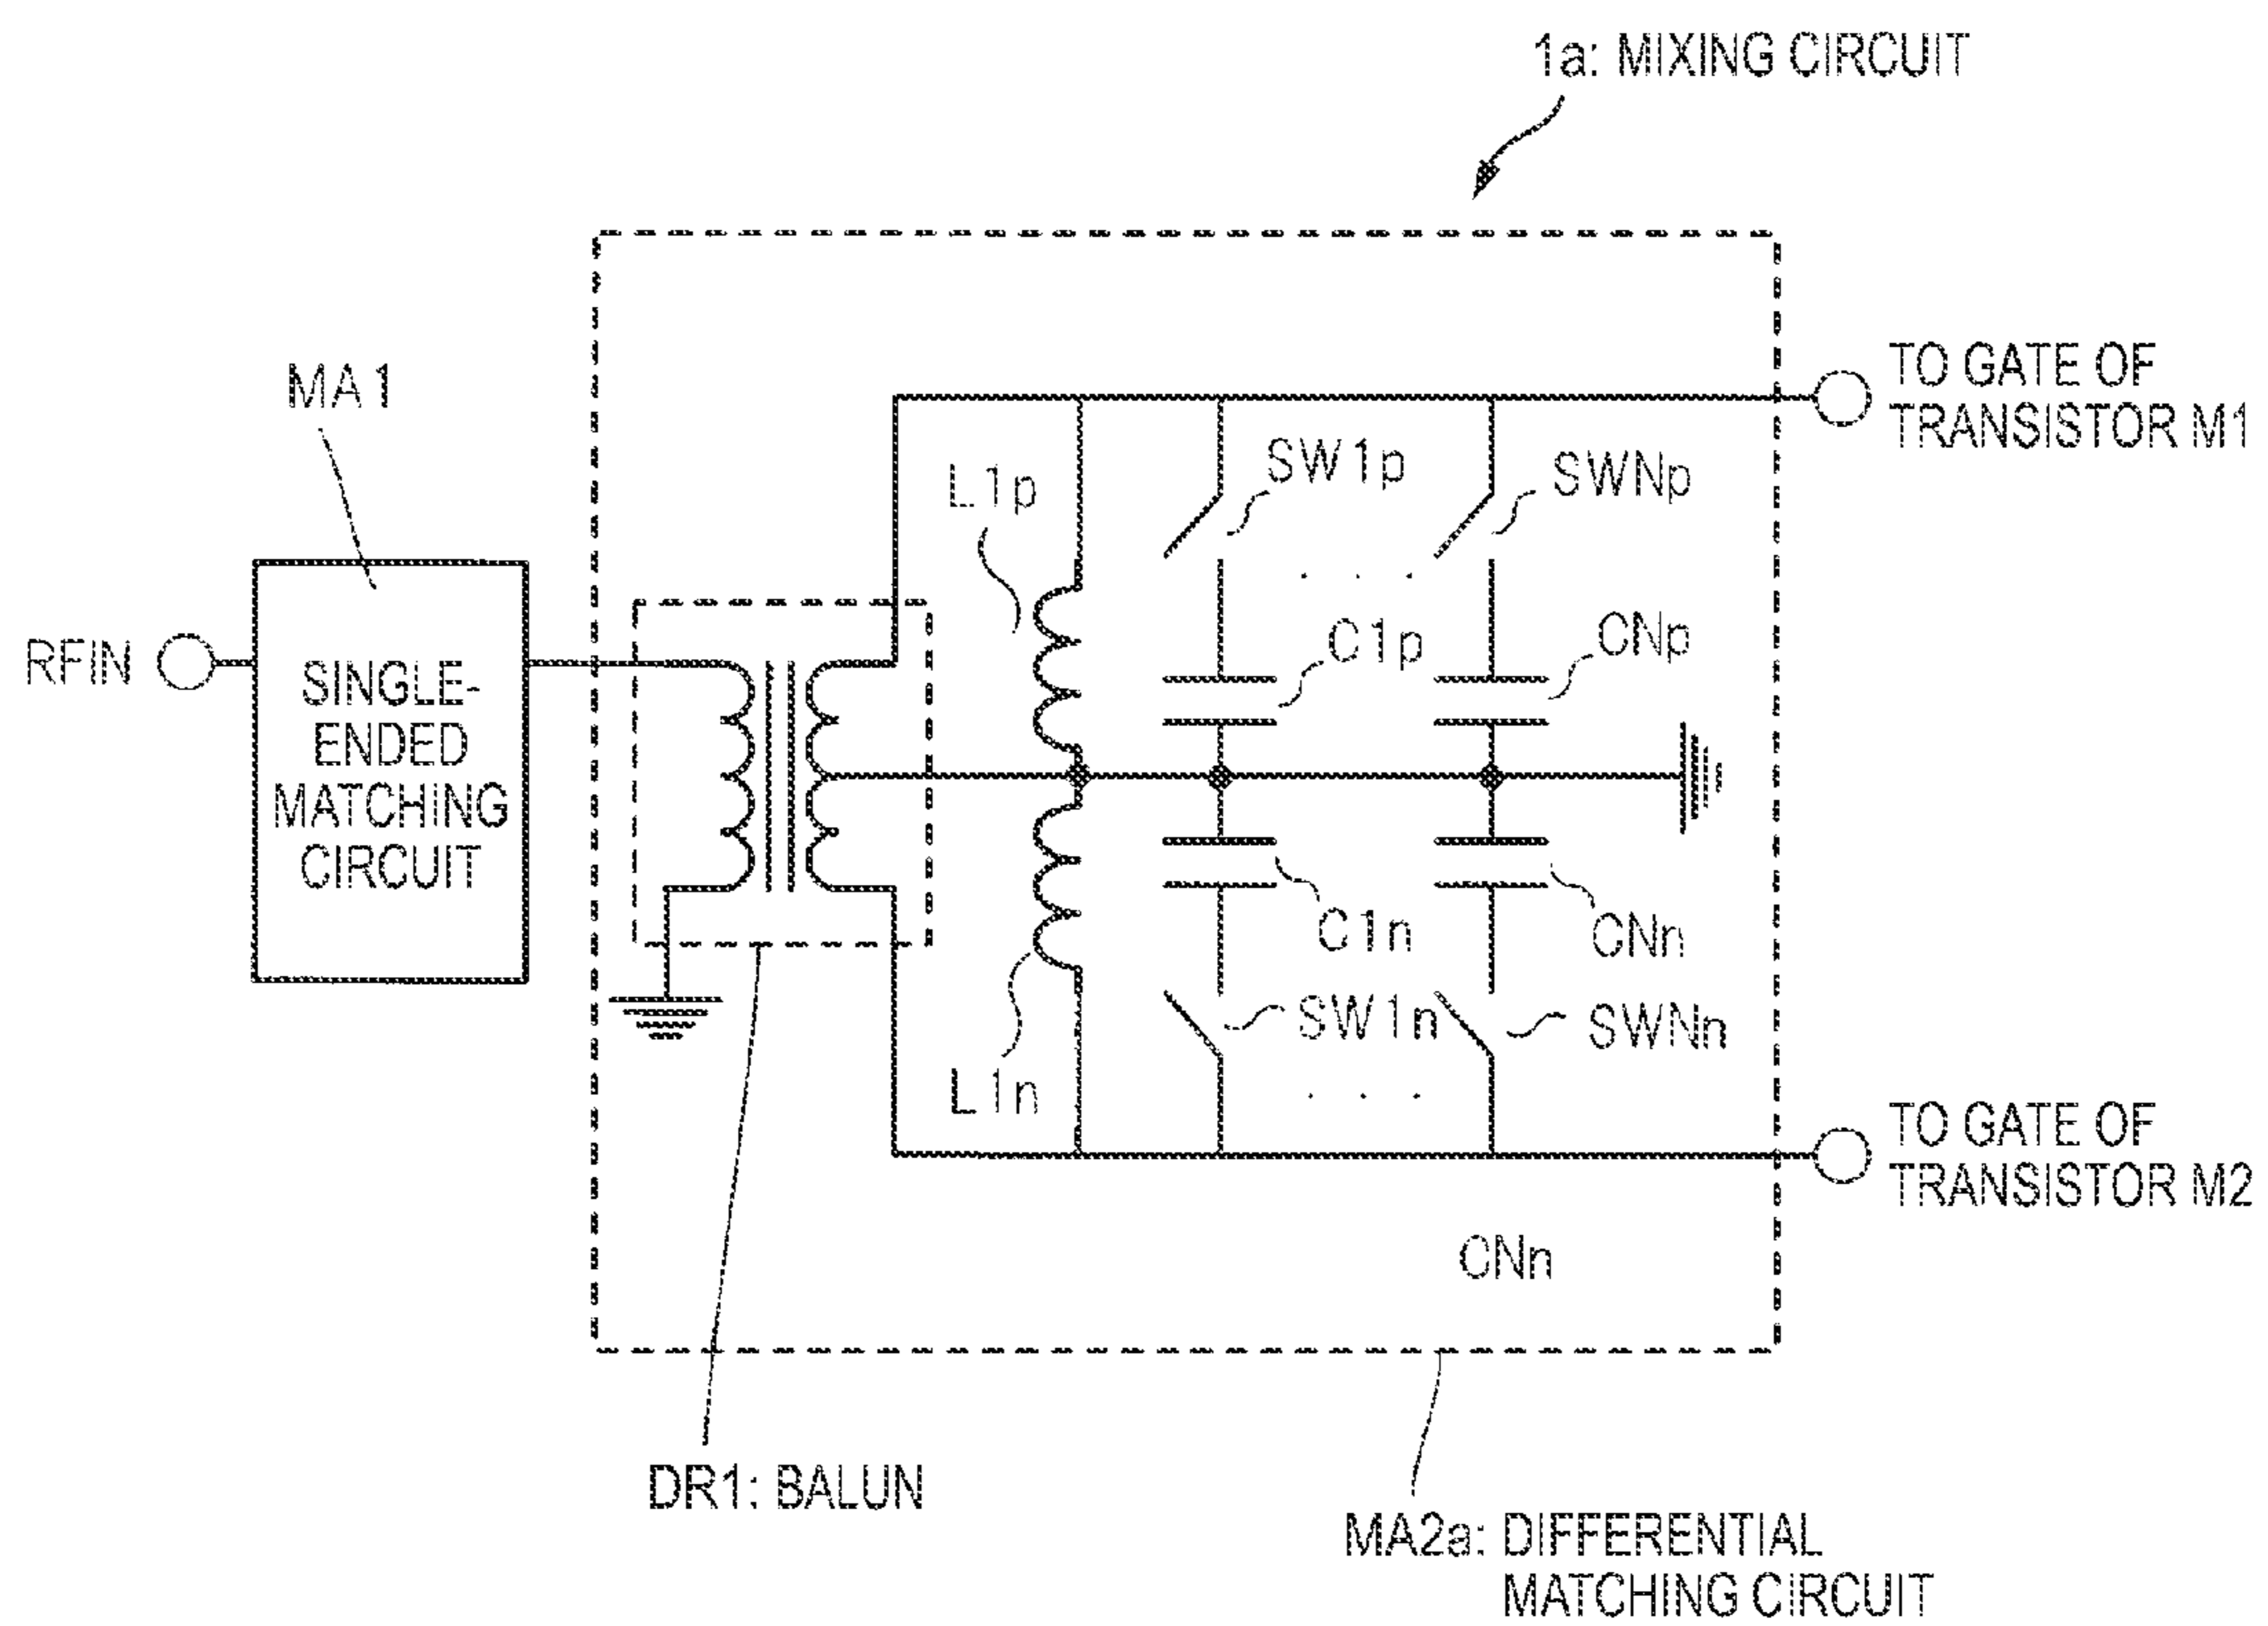 1a: MIXING CIRCUIT
MA1
TO GATE OF
TRANSISTOR M1
L1p
SW1p
SWNp
RFIN
SINGLE-
ENDED
MATCHING
CIRCUIT
C1p
CNp
C1n
CNn
L1n
SW1n
SWNn
. . .
. . .
TO GATE OF
TRANSISTOR M2
CNn
DR1: BALUN
MA2a: DIFFERENTIAL
MATCHING CIRCUIT